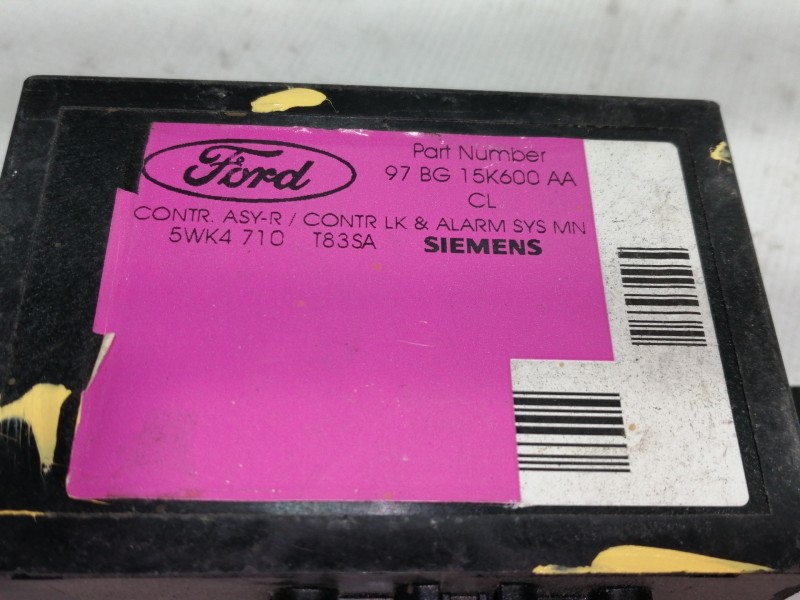 Ford
Part Number
97 BG 15K600 AA
CL
CONTR. ASY-R / CONTR LK & ALARM SYS MN
5WK4 710 T83SA SIEMENS